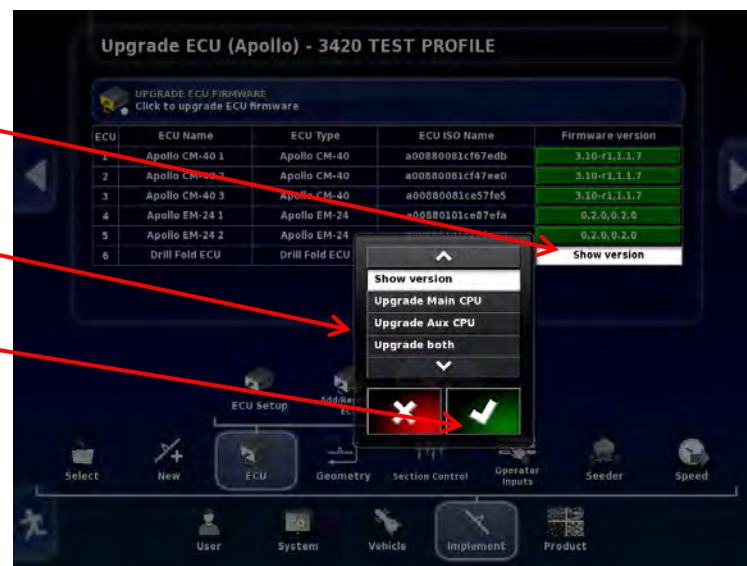 Upgrade ECU (Apollo) - 3420 TEST PROFILE
UPGRADE ECU FIRMWARE
Click to upgrade ECU firmware
ECU ECU Name ECU Type ECU ISO Name Firmware version
1 Apollo CM-40 1 Apollo CM-40 a00880081cf67edb 3.10-r1,1.1.7
2 Apollo CM-40 2 Apollo CM-40 a00880081cf47ee0 3.10-r1,1.1.7
3 Apollo CM-40 3 Apollo CM-40 a00880081ce57fe5 3.10-r1,1.1.7
4 Apollo EM-24 1 Apollo EM-24 a00880101ce87efa 0.2.0,0.2.0
5 Apollo EM-24 2 Apollo EM-24 0.2.0,0.2.0
6 Drill Fold ECU Drill Fold ECU Show version
Show version
Upgrade Main CPU
Upgrade Aux CPU
Upgrade both
ECU Setup
Select New ECU Geometry Section Control Operator Inputs Seeder Speed
User System Vehicle Implement Product